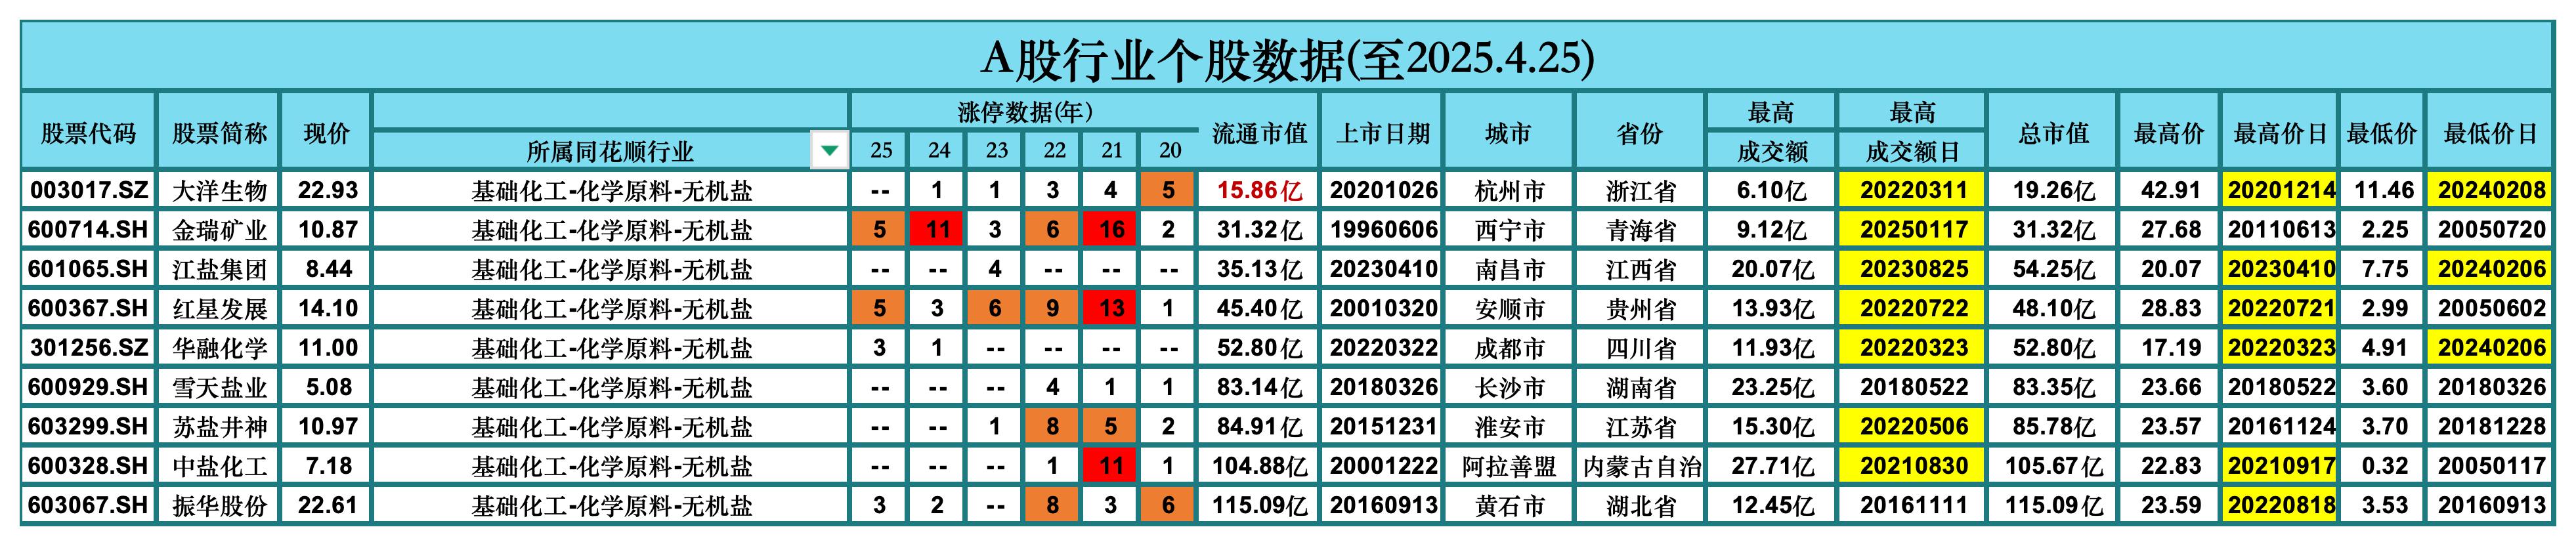 A股行业个股数据(至2025.4.25)
股票代码 股票简称 现价 所属同花顺行业 涨停数据(年) 流通市值 上市日期 城市 省份 最高 最高 总市值 最高价 最高价日 最低价 最低价日
25 24 23 22 21 20 成交额 成交额日
003017.SZ 大洋生物 22.93 基础化工-化学原料-无机盐 -- 1 1 3 4 5 15.86亿 20201026 杭州市 浙江省 6.10亿 20220311 19.26亿 42.91 20201214 11.46 20240208
600714.SH 金瑞矿业 10.87 基础化工-化学原料-无机盐 5 11 3 6 16 2 31.32亿 19960606 西宁市 青海省 9.12亿 20250117 31.32亿 27.68 20110613 2.25 20050720
601065.SH 江盐集团 8.44 基础化工-化学原料-无机盐 -- -- 4 -- -- -- 35.13亿 20230410 南昌市 江西省 20.07亿 20230825 54.25亿 20.07 20230410 7.75 20240206
600367.SH 红星发展 14.10 基础化工-化学原料-无机盐 5 3 6 9 13 1 45.40亿 20010320 安顺市 贵州省 13.93亿 20220722 48.10亿 28.83 20220721 2.99 20050602
301256.SZ 华融化学 11.00 基础化工-化学原料-无机盐 3 1 -- -- -- -- 52.80亿 20220322 成都市 四川省 11.93亿 20220323 52.80亿 17.19 20220323 4.91 20240206
600929.SH 雪天盐业 5.08 基础化工-化学原料-无机盐 -- -- -- 4 1 1 83.14亿 20180326 长沙市 湖南省 23.25亿 20180522 83.35亿 23.66 20180522 3.60 20180326
603299.SH 苏盐井神 10.97 基础化工-化学原料-无机盐 -- -- 1 8 5 2 84.91亿 20151231 淮安市 江苏省 15.30亿 20220506 85.78亿 23.57 20161124 3.70 20181228
600328.SH 中盐化工 7.18 基础化工-化学原料-无机盐 -- -- -- 1 11 1 104.88亿 20001222 阿拉善盟 内蒙古自治 27.71亿 20210830 105.67亿 22.83 20210917 0.32 20050117
603067.SH 振华股份 22.61 基础化工-化学原料-无机盐 3 2 -- 8 3 6 115.09亿 20160913 黄石市 湖北省 12.45亿 20161111 115.09亿 23.59 20220818 3.53 20160913